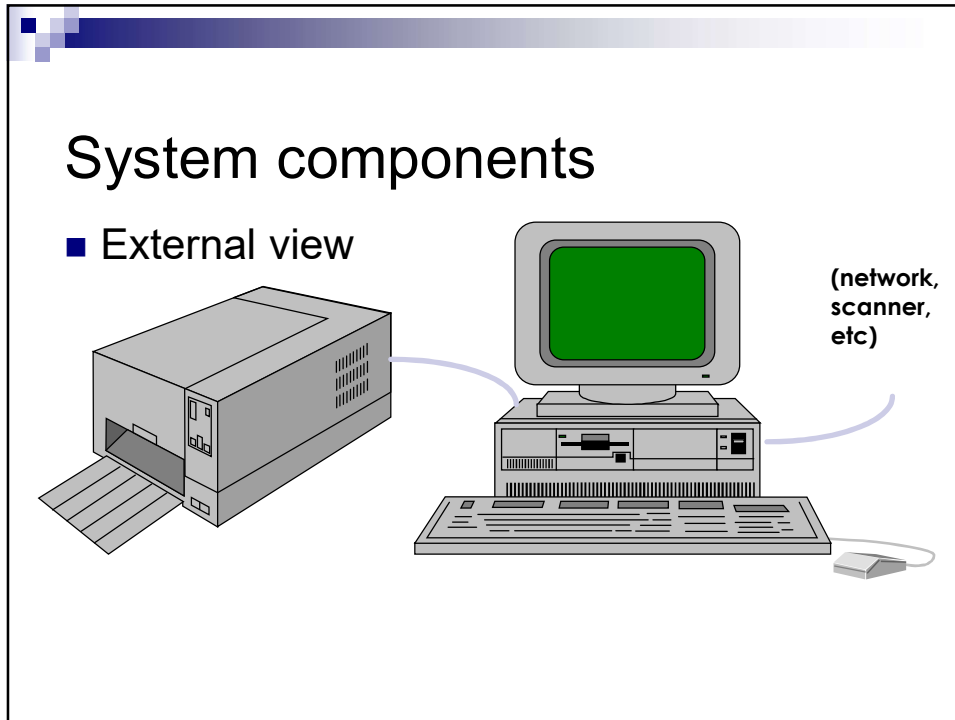 System components
External view
(network,
scanner,
etc)